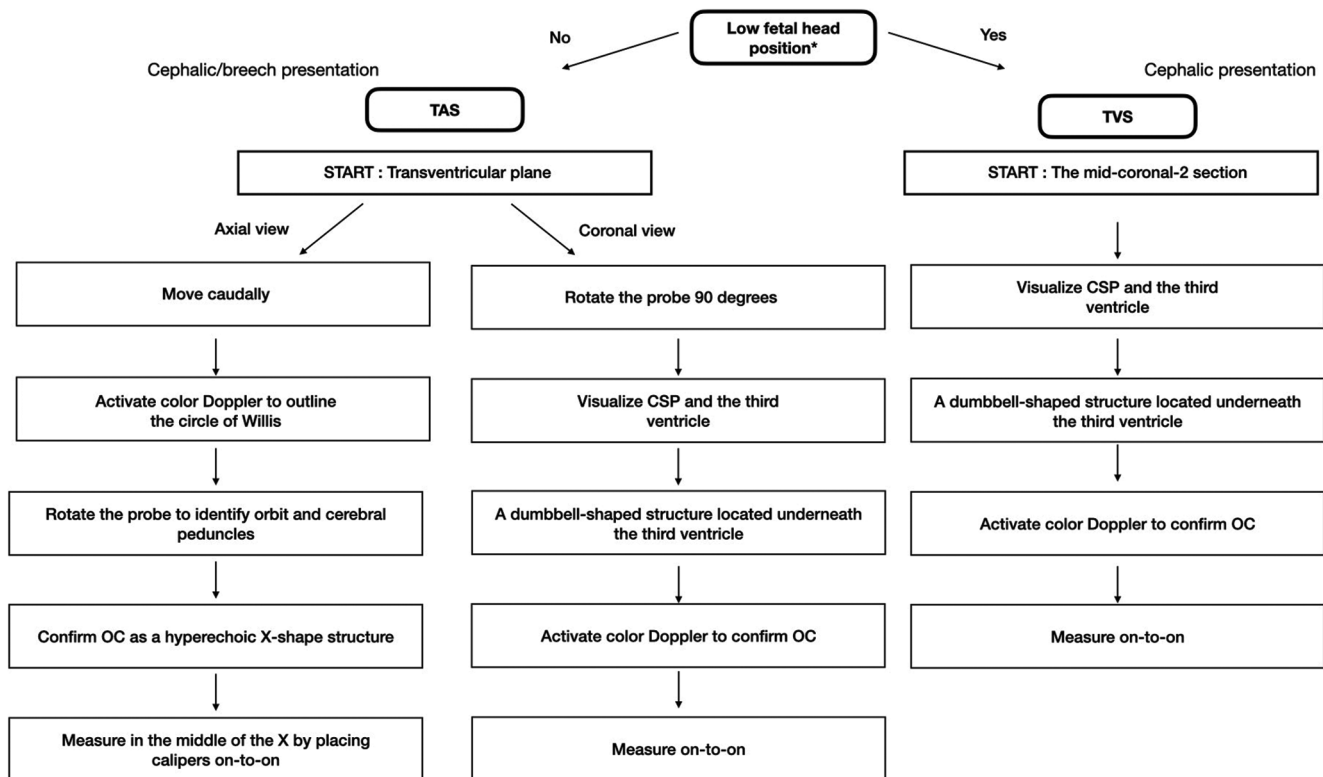 Low fetal head
position*
No
Yes
Cephalic/breech presentation
Cephalic presentation
TAS
TVS
START : Transventricular plane
START : The mid-coronal-2 section
Axial view
Coronal view
Move caudally
Activate color Doppler to outline
the circle of Willis
Rotate the probe to identify orbit and cerebral
peduncles
Confirm OC as a hyperechoic X-shape structure
Measure in the middle of the X by placing
calipers on-to-on
Rotate the probe 90 degrees
Visualize CSP and the third
ventricle
A dumbbell-shaped structure located underneath
the third ventricle
Activate color Doppler to confirm OC
Measure on-to-on
Visualize CSP and the third
ventricle
A dumbbell-shaped structure located underneath
the third ventricle
Activate color Doppler to confirm OC
Measure on-to-on